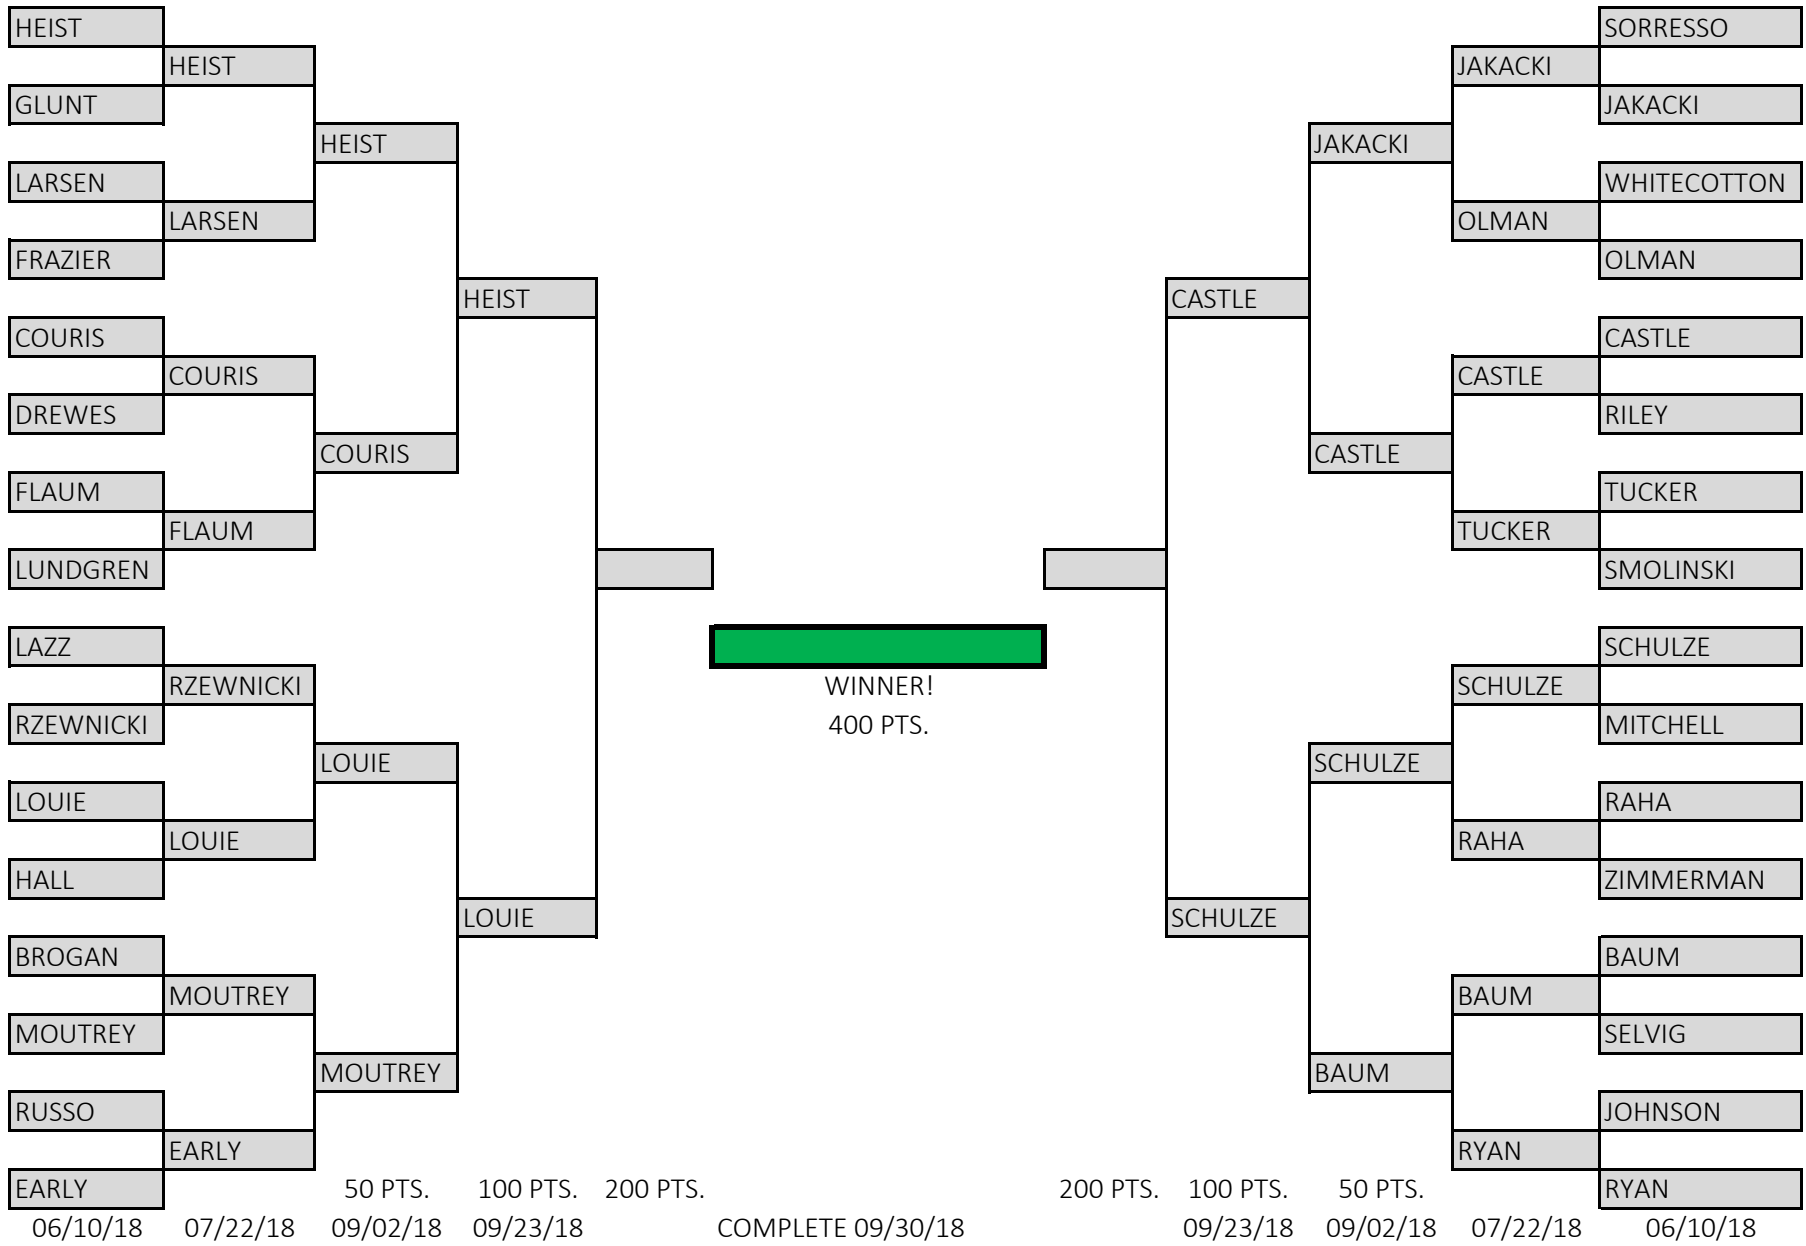 HEIST
SORRESSO
HEIST
JAKACKI
GLUNT
JAKACKI
HEIST
JAKACKI
LARSEN
WHITECOTTON
LARSEN
OLMAN
FRAZIER
OLMAN
HEIST
CASTLE
COURIS
CASTLE
COURIS
CASTLE
DREWES
RILEY
COURIS
CASTLE
FLAUM
TUCKER
FLAUM
TUCKER
LUNDGREN
SMOLINSKI
LAZZ
SCHULZE
RZEWNICKI
WINNER!
SCHULZE
RZEWNICKI
400 PTS.
MITCHELL
LOUIE
SCHULZE
LOUIE
RAHA
LOUIE
RAHA
HALL
ZIMMERMAN
LOUIE
SCHULZE
BROGAN
BAUM
MOUTREY
BAUM
MOUTREY
SELVIG
MOUTREY
BAUM
RUSSO
JOHNSON
EARLY
RYAN
EARLY
50 PTS.
100 PTS.
200 PTS.
200 PTS.
100 PTS.
50 PTS.
RYAN
06/10/18
07/22/18
09/02/18
09/23/18
COMPLETE 09/30/18
09/23/18
09/02/18
07/22/18
06/10/18